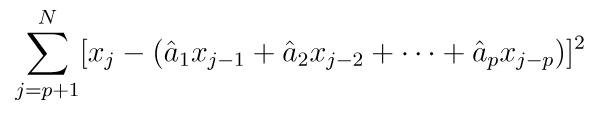 \sum_{j=p+1}^{N} [x_j - (\hat{a}_1 x_{j-1} + \hat{a}_2 x_{j-2} + \cdots + \hat{a}_p x_{j-p})]^2